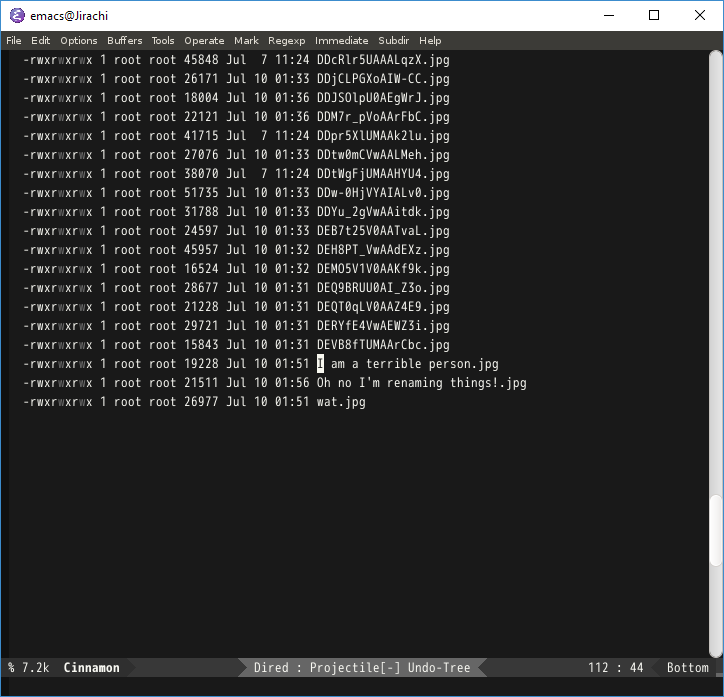 emacs@Jirachi
File Edit Options Buffers Tools Operate Mark Regexp Immediate Subdir Help
-rwxrwxrwx 1 root root 45848 Jul  7 11:24 DDcRlr5UAAALqzX.jpg
-rwxrwxrwx 1 root root 26171 Jul 10 01:33 DDjCLPGXoAIW-CC.jpg
-rwxrwxrwx 1 root root 18004 Jul 10 01:36 DDJSOlpU0AEgWrJ.jpg
-rwxrwxrwx 1 root root 22121 Jul 10 01:36 DDM7r_pVoAArFbC.jpg
-rwxrwxrwx 1 root root 41715 Jul  7 11:24 DDpr5XlUMAAk2lu.jpg
-rwxrwxrwx 1 root root 27076 Jul 10 01:33 DDtw0mCVwAALMeh.jpg
-rwxrwxrwx 1 root root 38070 Jul  7 11:24 DDtWgFjUMAAHYU4.jpg
-rwxrwxrwx 1 root root 51735 Jul 10 01:33 DDw-0HjVYAIALv0.jpg
-rwxrwxrwx 1 root root 31788 Jul 10 01:33 DDYu_2gVwAAitdk.jpg
-rwxrwxrwx 1 root root 24597 Jul 10 01:33 DEB7t25V0AATvaL.jpg
-rwxrwxrwx 1 root root 45957 Jul 10 01:32 DEH8PT_VwAAdEXz.jpg
-rwxrwxrwx 1 root root 16524 Jul 10 01:32 DEMO5V1V0AAKf9k.jpg
-rwxrwxrwx 1 root root 28677 Jul 10 01:31 DEQ9BRUU0AI_Z3o.jpg
-rwxrwxrwx 1 root root 21228 Jul 10 01:31 DEQT0qLV0AAZ4E9.jpg
-rwxrwxrwx 1 root root 29721 Jul 10 01:31 DERYfE4VwAEWZ3i.jpg
-rwxrwxrwx 1 root root 15843 Jul 10 01:31 DEVB8fTUMAArCbc.jpg
-rwxrwxrwx 1 root root 19228 Jul 10 01:51 I am a terrible person.jpg
-rwxrwxrwx 1 root root 21511 Jul 10 01:56 Oh no I'm renaming things!.jpg
-rwxrwxrwx 1 root root 26977 Jul 10 01:51 wat.jpg
% 7.2k Cinnamon Dired : Projectile[-] Undo-Tree 112 : 44 Bottom